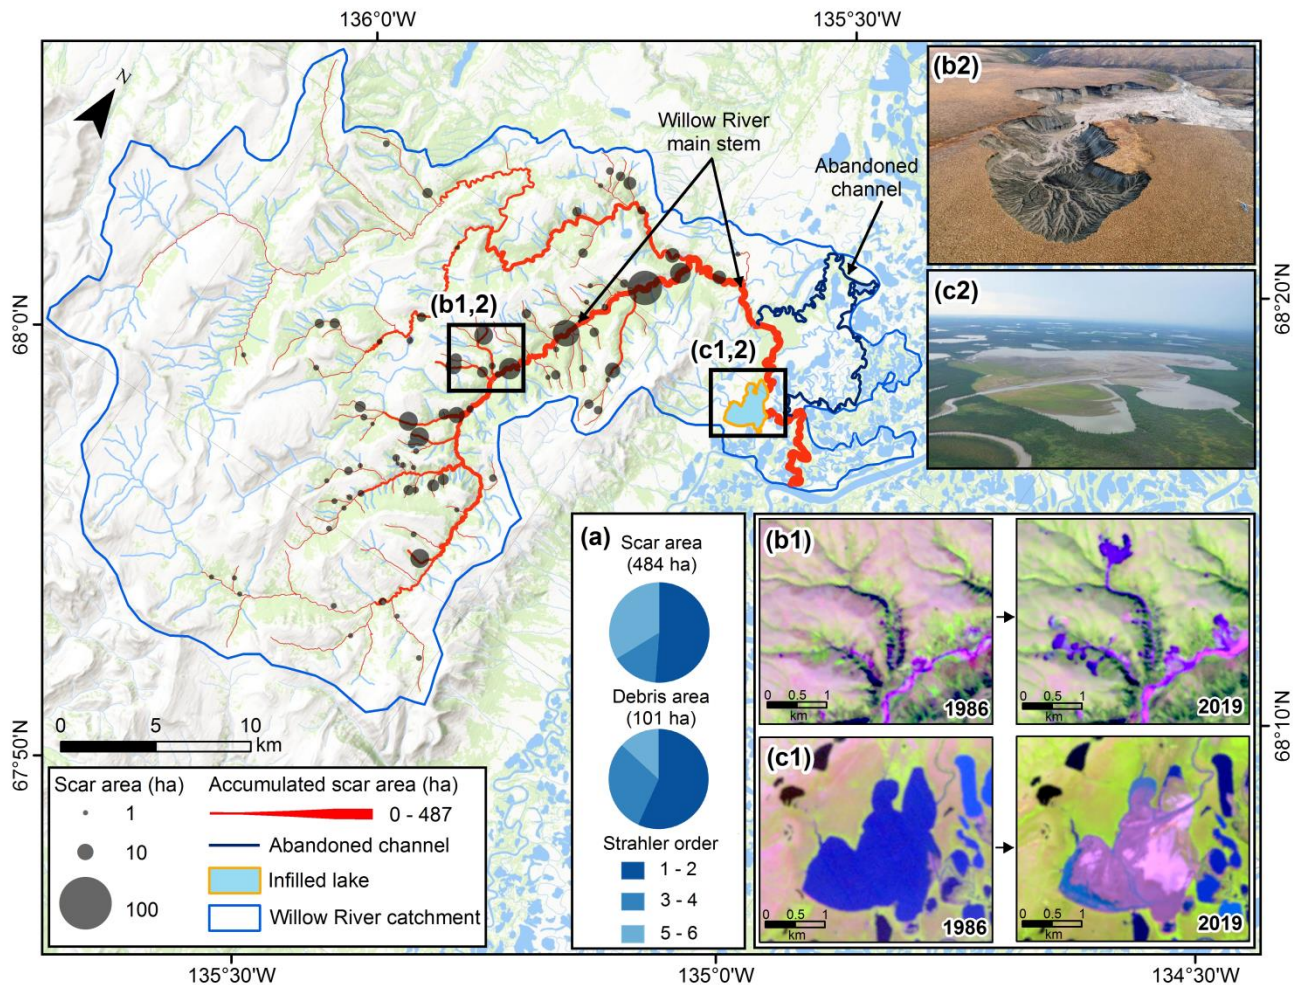 136°0'W
135°30'W
N
Willow River
main stem
Abandoned
channel
(b2)
(c2)
68°0'N
68°20'N
(b1,2)
(c1,2)
67°50'N
68°10'N
0
5
10
km
Scar area (ha)
1
10
100
Accumulated scar area (ha)
0 - 487
Abandoned channel
Infilled lake
Willow River catchment
(a)
Scar area
(484 ha)
Debris area
(101 ha)
Strahler order
1 - 2
3 - 4
5 - 6
(b1)
0 0.5 1
km
1986
0 0.5 1
km
2019
(c1)
0 0.5 1
km
1986
0 0.5 1
km
2019
135°30'W
135°0'W
134°30'W